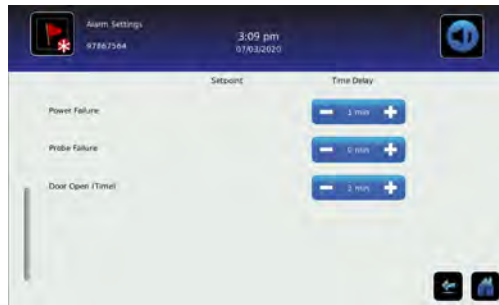 Alarm Settings
97867564
3:09 pm
07/03/2020
Setpoint Time Delay
Power Failure 1 min
Probe Failure 0 min
Door Open (Time) 2 min